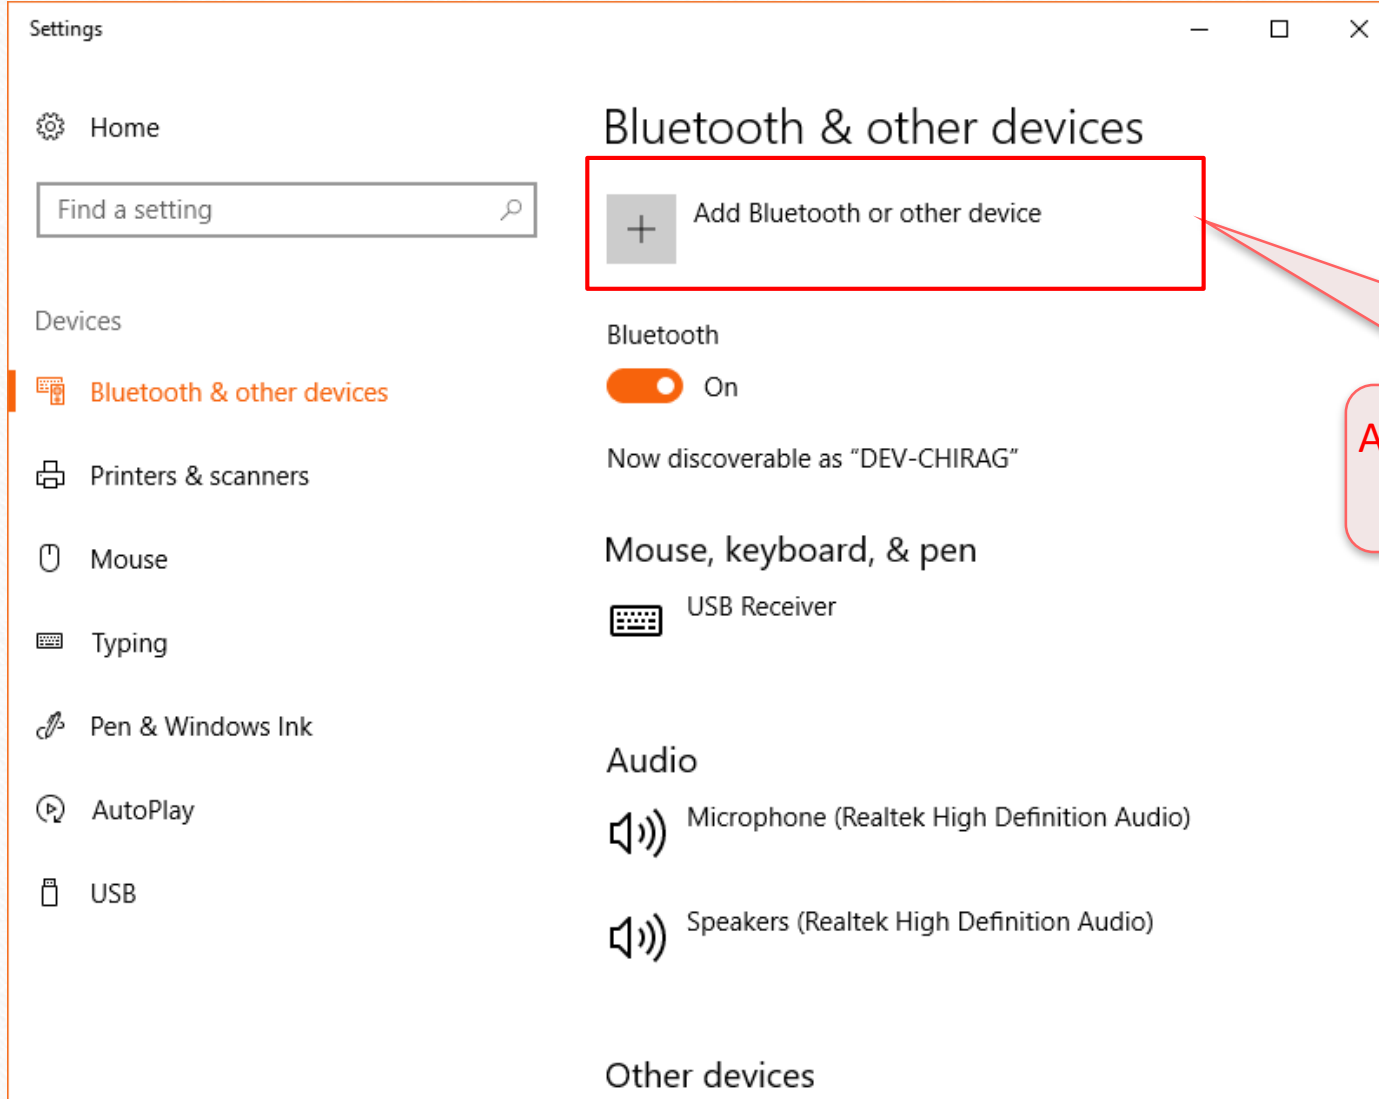 Settings
Home
Find a setting
Devices
Bluetooth & other devices
Printers & scanners
Mouse
Typing
Pen & Windows Ink
AutoPlay
USB
Bluetooth & other devices
Add Bluetooth or other device
Bluetooth
On
Now discoverable as “DEV-CHIRAG”
Mouse, keyboard, & pen
USB Receiver
Audio
Microphone (Realtek High Definition Audio)
Speakers (Realtek High Definition Audio)
Other devices